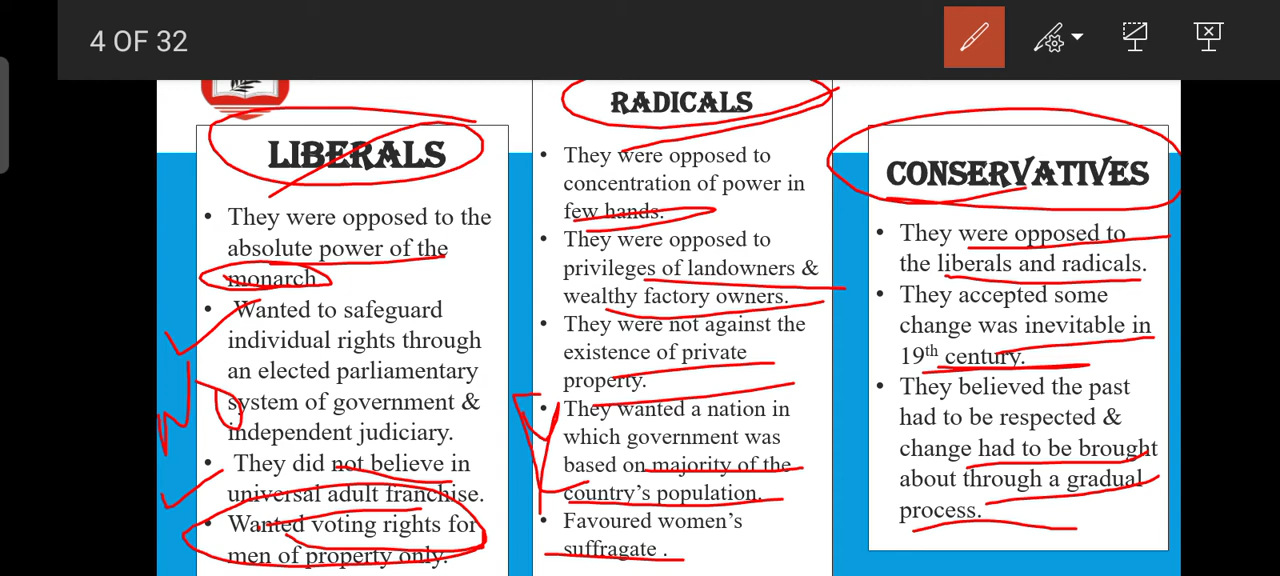 4 OF 32
LIBERALS
• They were opposed to the
absolute power of the
monarch
• Wanted to safeguard
individual rights through
an elected parliamentary
system of government &
independent judiciary.
• They did not believe in
universal adult franchise.
• Wanted voting rights for
men of property only.
RADICALS
• They were opposed to
concentration of power in
few hands.
• They were opposed to
privileges of landowners &
wealthy factory owners.
• They were not against the
existence of private
property.
• They wanted a nation in
which government was
based on majority of the
country's population.
• Favoured women's
suffragate .
CONSERVATIVES
• They were opposed to
the liberals and radicals.
• They accepted some
change was inevitable in
19th century.
• They believed the past
had to be respected &
change had to be brought
about through a gradual
process.